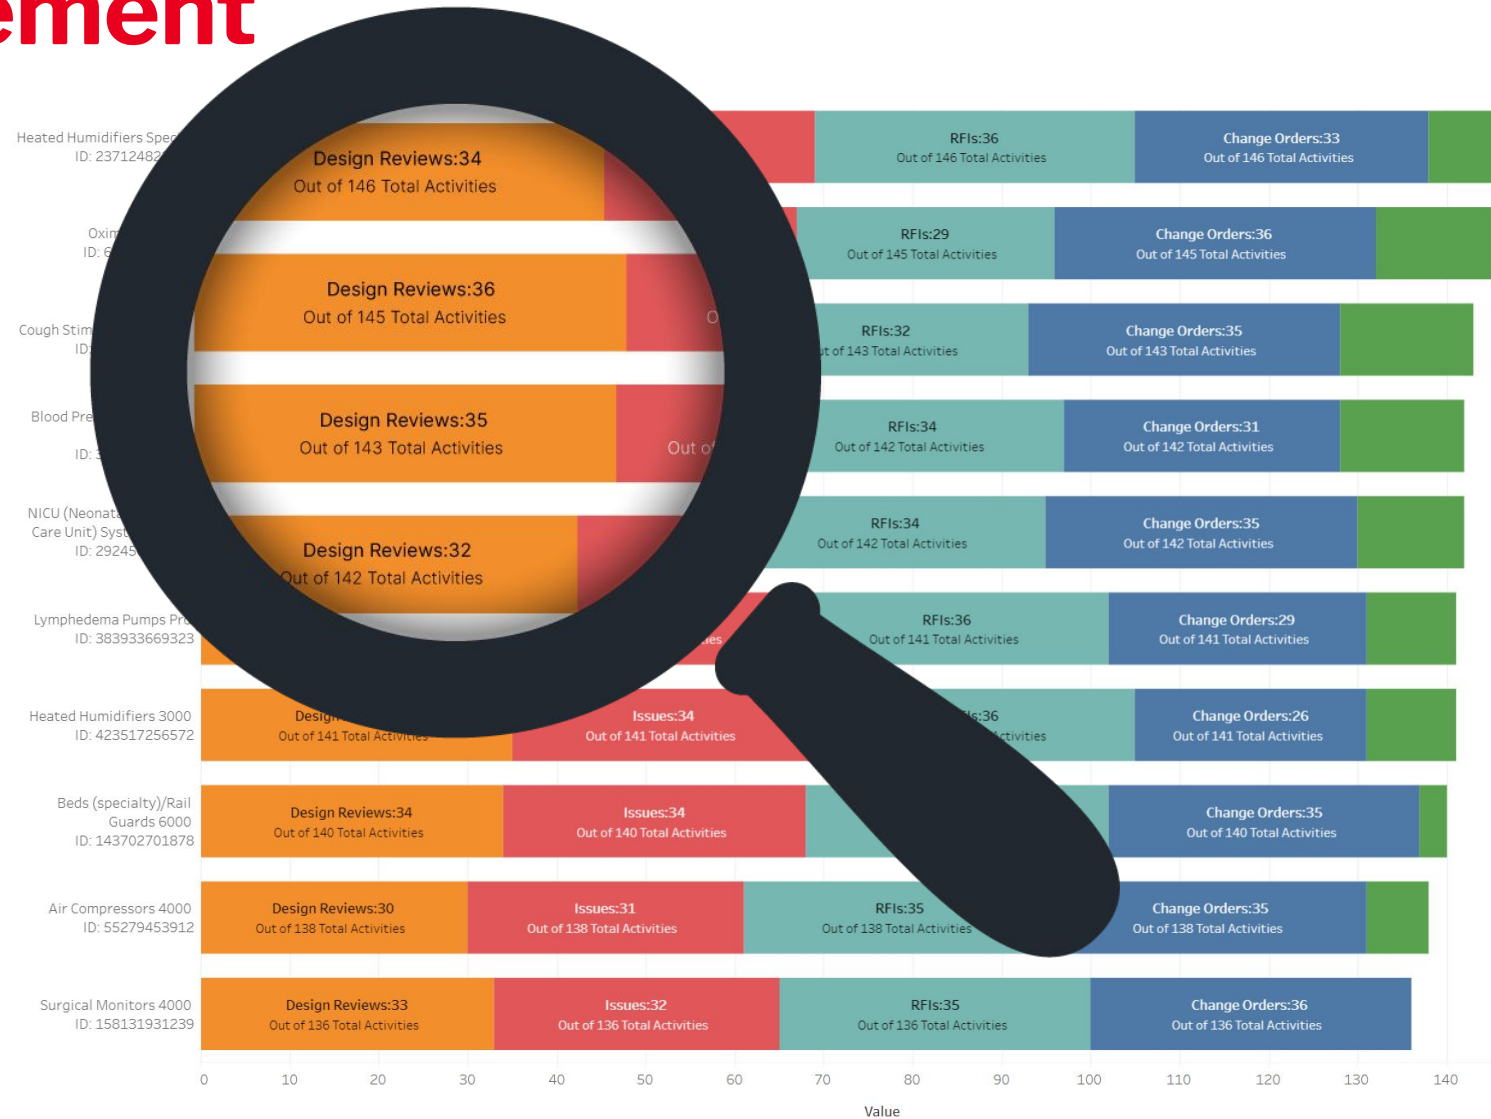 ement
Heated Humidifiers
Design Reviews:34
Out of 146 Total Activities
RFIs:36
Out of 146 Total Activities
Change Orders:33
Out of 146 Total Activities
ID:
Design Reviews:36
Out of 145 Total Activities
RFIs:29
Out of 145 Total Activities
Change Orders:36
Out of 145 Total Activities
ID:
Cough
ID:
Design Reviews:35
Out of 143 Total Activities
Out
RFIs:32
of 143 Total Activities
Change Orders:35
Out of 143 Total Activities
Blood
ID:
Design Reviews:32
Out of 142 Total Activities
RFIs:34
Out of 142 Total Activities
Change Orders:31
Out of 142 Total Activities
NICU
Care Unit)
ID:
RFIs:34
Out of 142 Total Activities
Change Orders:35
Out of 142 Total Activities
Lymphedema Pumps
ID: 383933669323
RFIs:36
Out of 141 Total Activities
Change Orders:29
Out of 141 Total Activities
Heated Humidifiers 3000
ID: 423517256572
Out of 141 Total Activities
Issues:34
Out of 141 Total Activities
Change Orders:26
Out of 141 Total Activities
Beds (specialty)/Rail
Guards 6000
ID: 143702701878
Design Reviews:34
Out of 140 Total Activities
Issues:34
Out of 140 Total Activities
Change Orders:35
Out of 140 Total Activities
Air Compressors 4000
ID: 55279453912
Design Reviews:30
Out of 138 Total Activities
Issues:31
Out of 138 Total Activities
RFIs:35
Out of 138 Total Activities
Change Orders:35
Out of 138 Total Activities
Surgical Monitors 4000
ID: 158131931239
Design Reviews:33
Out of 136 Total Activities
Issues:32
Out of 136 Total Activities
RFIs:35
Out of 136 Total Activities
Change Orders:36
Out of 136 Total Activities
0 10 20 30 40 50 60 70 80 90 100 110 120 130 140
Value